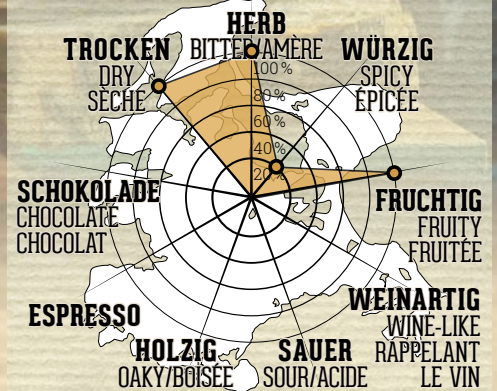 HERB
BITTER AMÈRE
TROCKEN
DRY
SÈCHE
WÜRZIG
SPICY
ÉPICÉE
100%
80%
60%
40%
20%
SCHOKOLADE
CHOCOLATE
CHOCOLAT
FRUCHTIG
FRUITY
FRUITÉE
ESPRESSO
WEINARTIG
WINE-LIKE
RAPPELANT
LE VIN
HOLZIG
OAKY/BOISÉE
SAUER
SOUR/ACIDE